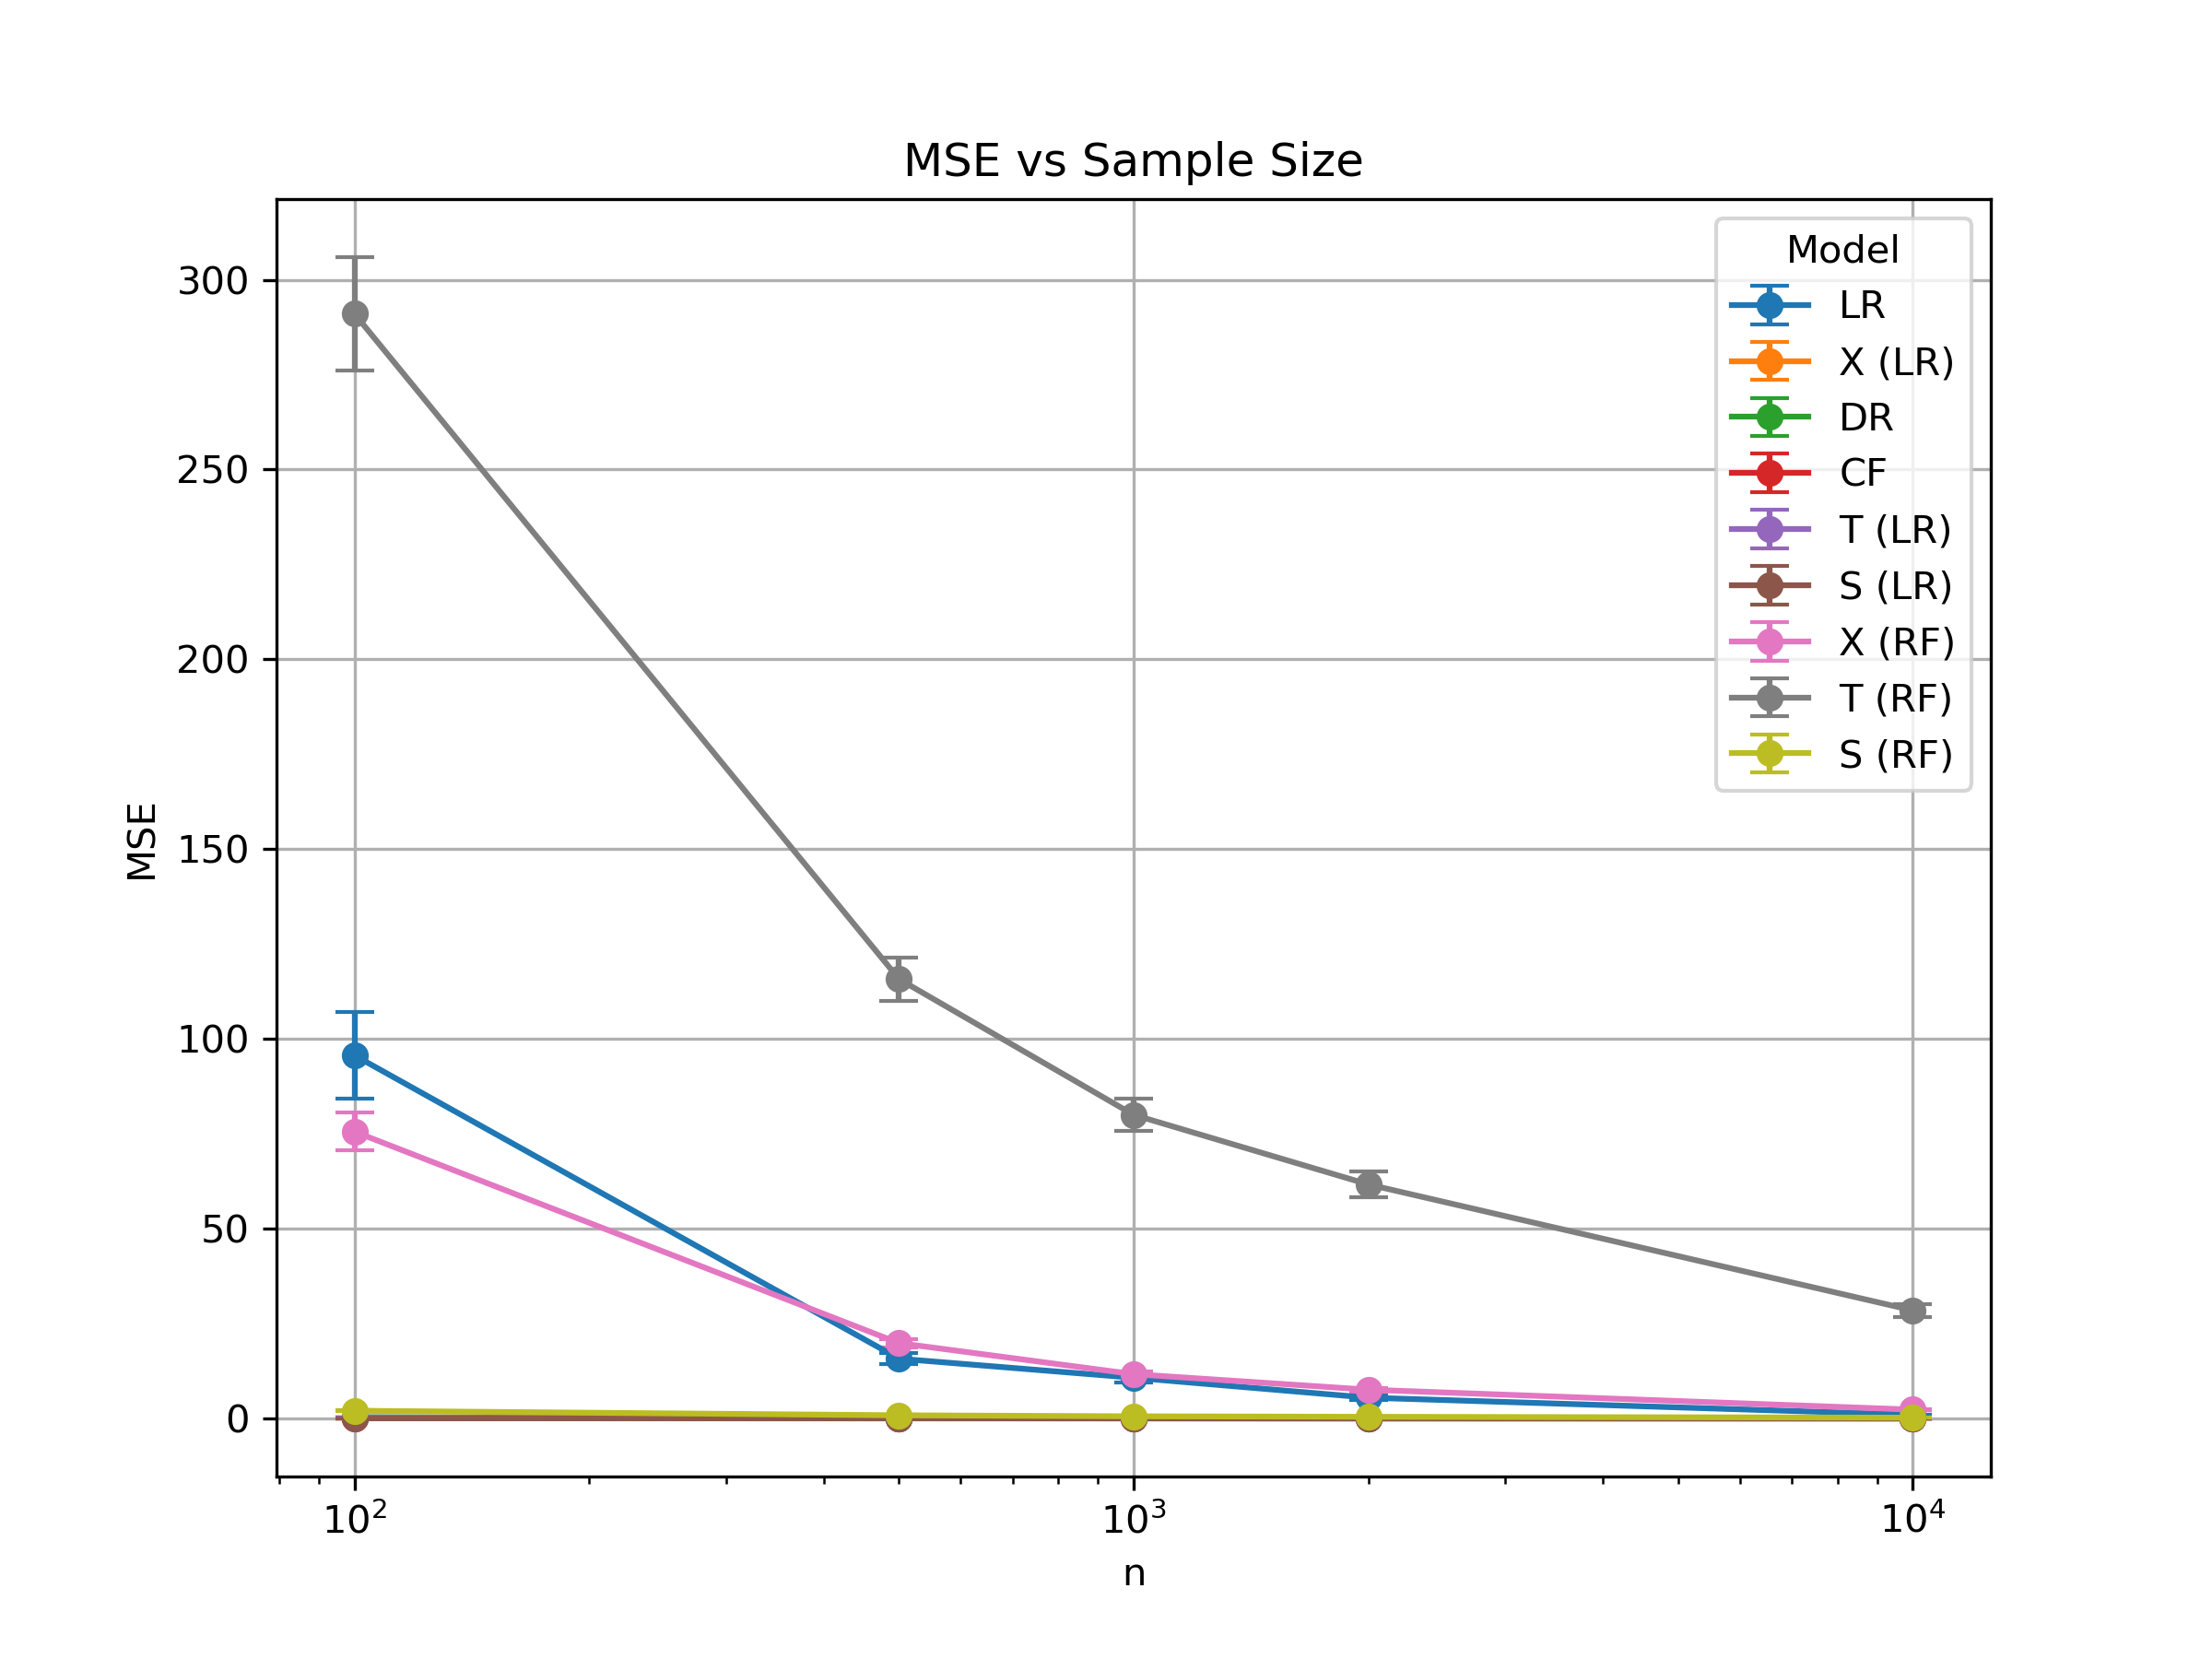 MSE vs Sample Size
Model
LR
X (LR)
DR
CF
T (LR)
S (LR)
X (RF)
T (RF)
S (RF)
300
250
200
150
100
50
0
MSE
10²
10³
10⁴
n